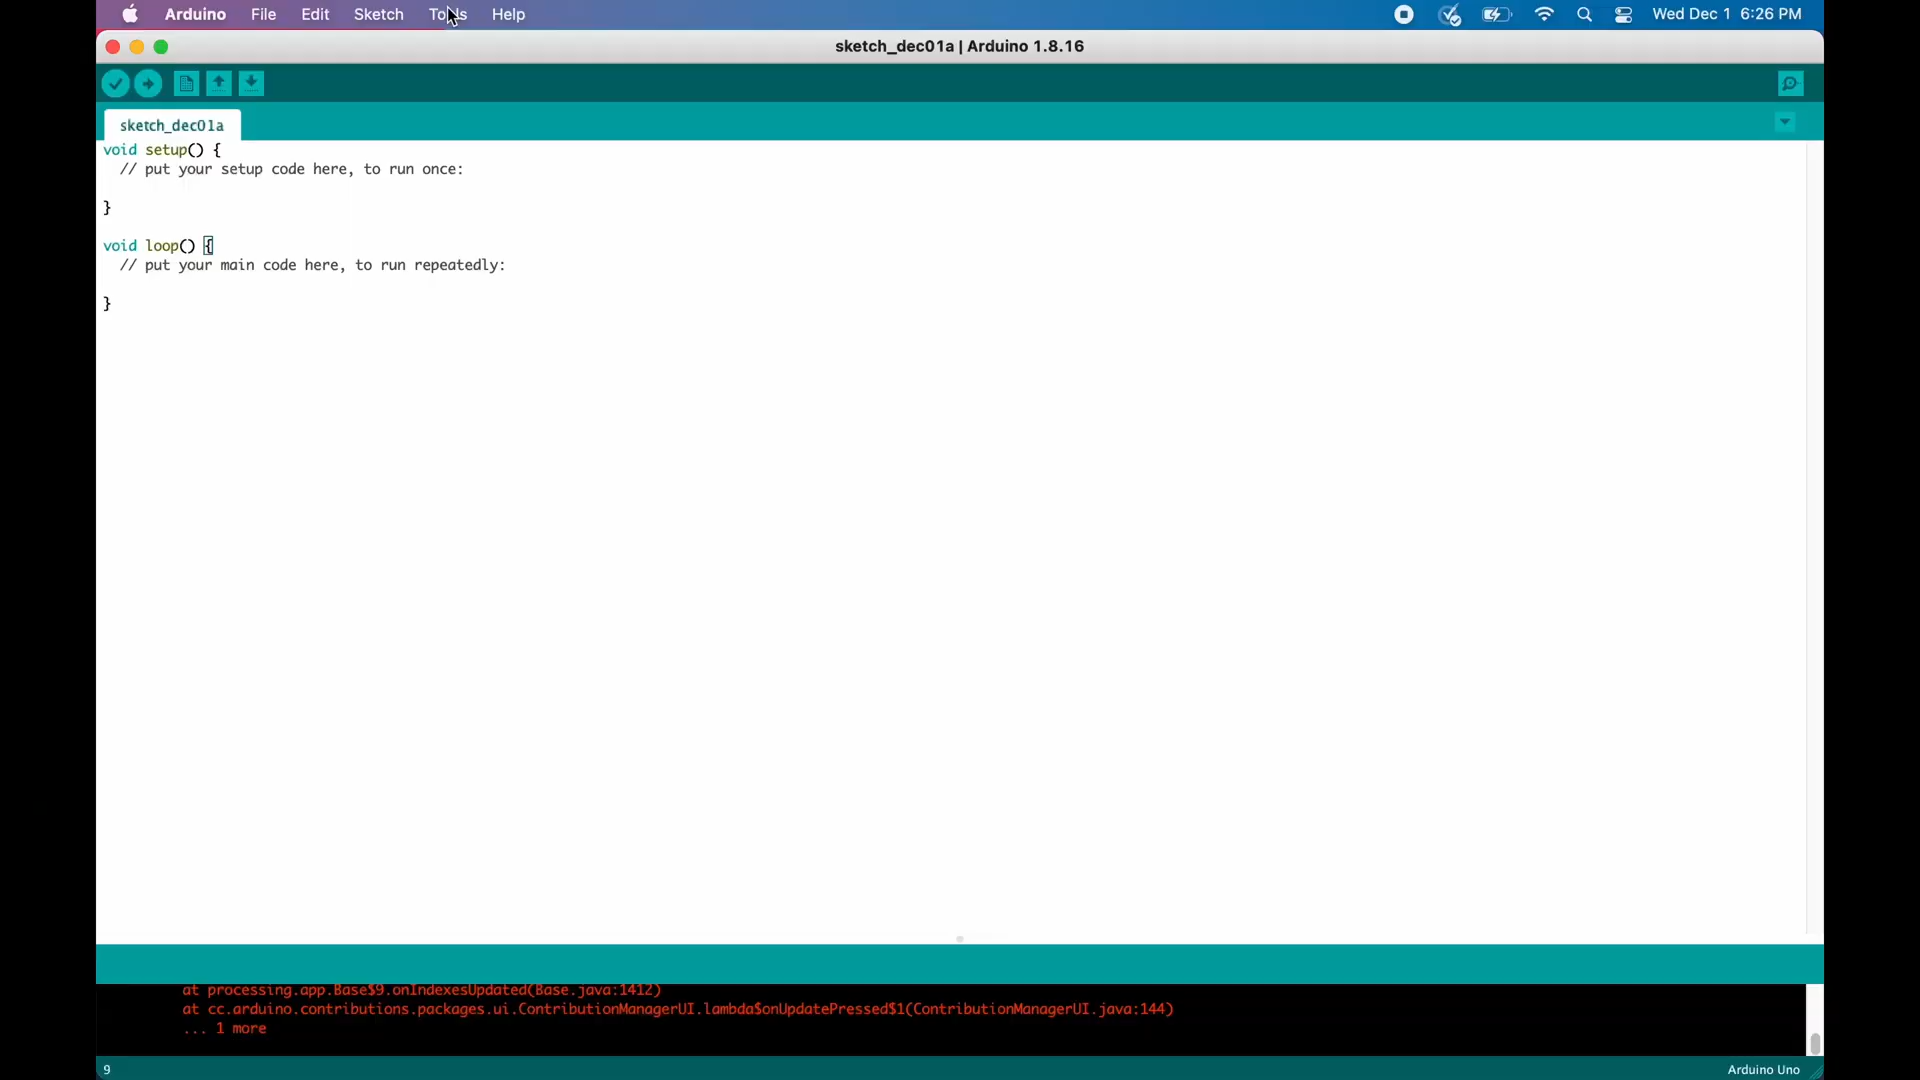 Arduino File Edit Sketch Tools Help Wed Dec 1 6:26 PM
sketch_dec01a | Arduino 1.8.16
sketch_dec01a
void setup() {
// put your setup code here, to run once:
}
void loop() {
// put your main code here, to run repeatedly:
}
at processing.app.Base$9.onIndexesUpdated(Base.java:1412)
at cc.arduino.contributions.packages.ui.ContributionManagerUI.lambda$onUpdatePressed$1(ContributionManagerUI.java:144)
... 1 more
9 Arduino Uno